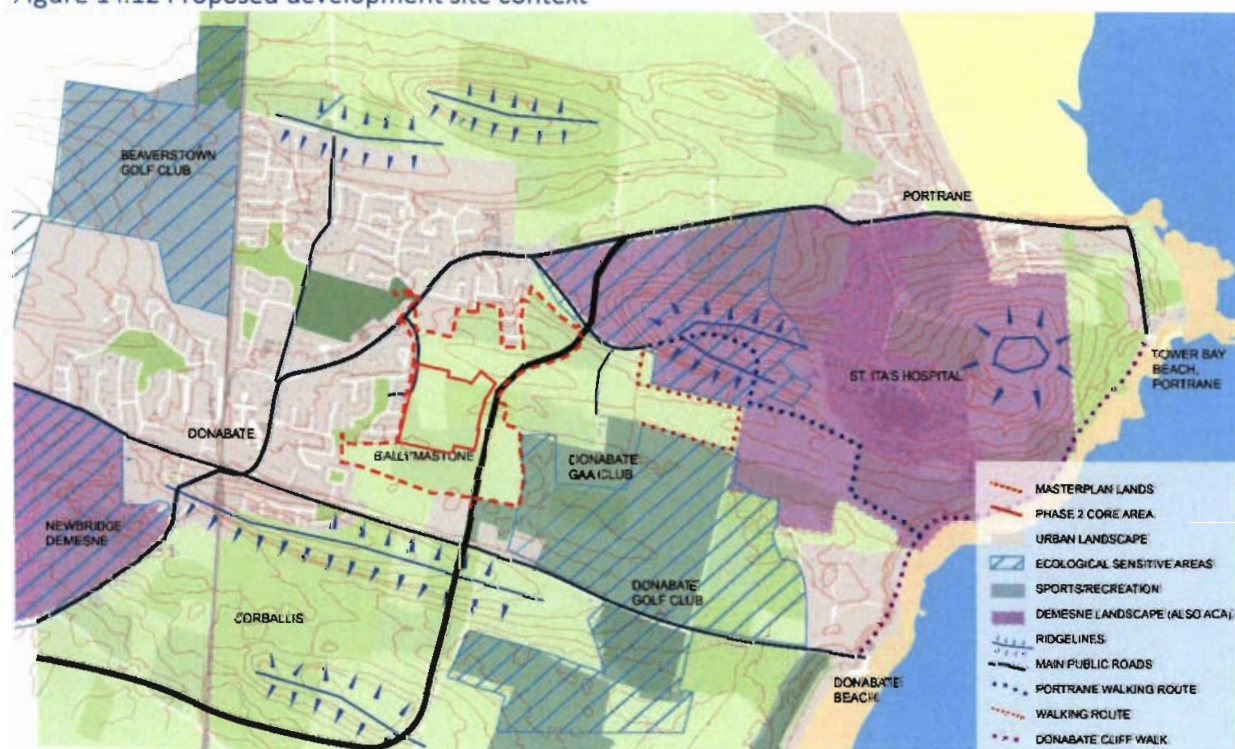 Figure 14.12 Proposed development site context
BEAVERSTOWN
GOLF CLUB
PORTRANE
TOWER BAY
BEACH,
PORTRANE
ST. ITA'S HOSPITAL
DONABATE
BALLYMASTONE
DONABATE
GAA CLUB
NEWBRIDGE
DEMESNE
DONABATE
GOLF CLUB
CORBALLIS
DONABATE
BEACH
MASTERPLAN LANDS
PHASE 2 CORE AREA
URBAN LANDSCAPE
ECOLOGICAL SENSITIVE AREAS
SPORTS/RECREATION
DEMESNE LANDSCAPE (ALSO ACA)
RIDGELINES
MAIN PUBLIC ROADS
PORTRANE WALKING ROUTE
WALKING ROUTE
DONABATE CLIFF WALK